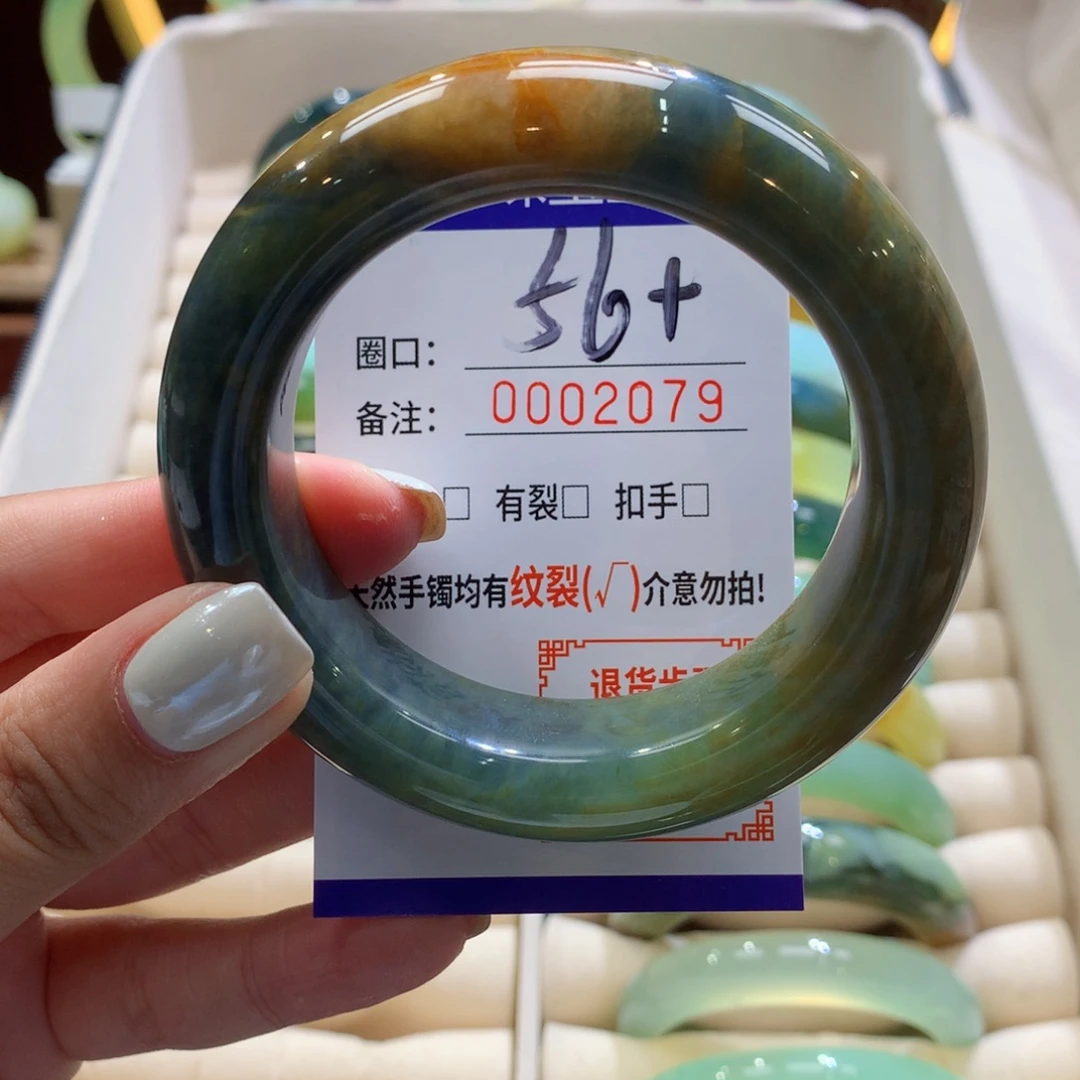 圈口： 56+
备注： 0002079
□ 有裂□ 扣手□
天然手镯均有纹裂(√)介意勿拍!
退货